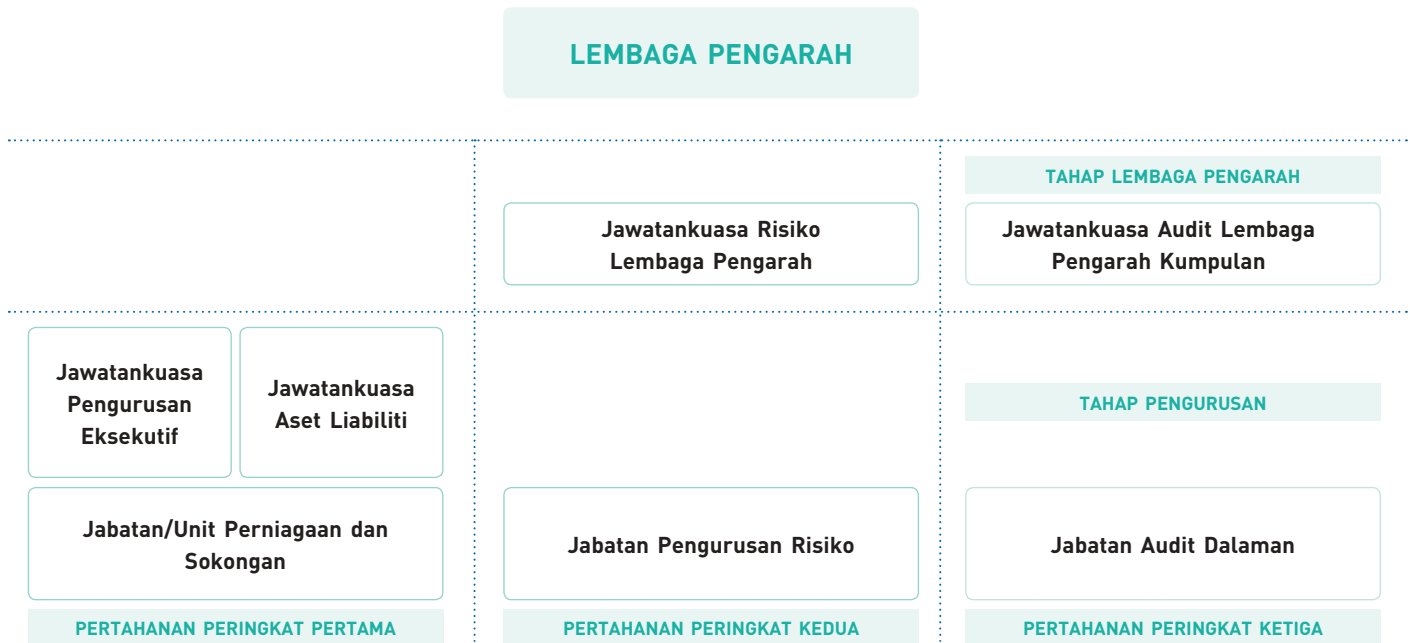 LEMBAGA PENGARAH
TAHAP LEMBAGA PENGARAH
Jawatankuasa Risiko
Lembaga Pengarah
Jawatankuasa Audit Lembaga
Pengarah Kumpulan
Jawatankuasa
Pengurusan
Eksekutif
Jawatankuasa
Aset Liabiliti
TAHAP PENGURUSAN
Jabatan/Unit Perniagaan dan
Sokongan
Jabatan Pengurusan Risiko
Jabatan Audit Dalaman
PERTAHANAN PERINGKAT PERTAMA
PERTAHANAN PERINGKAT KEDUA
PERTAHANAN PERINGKAT KETIGA